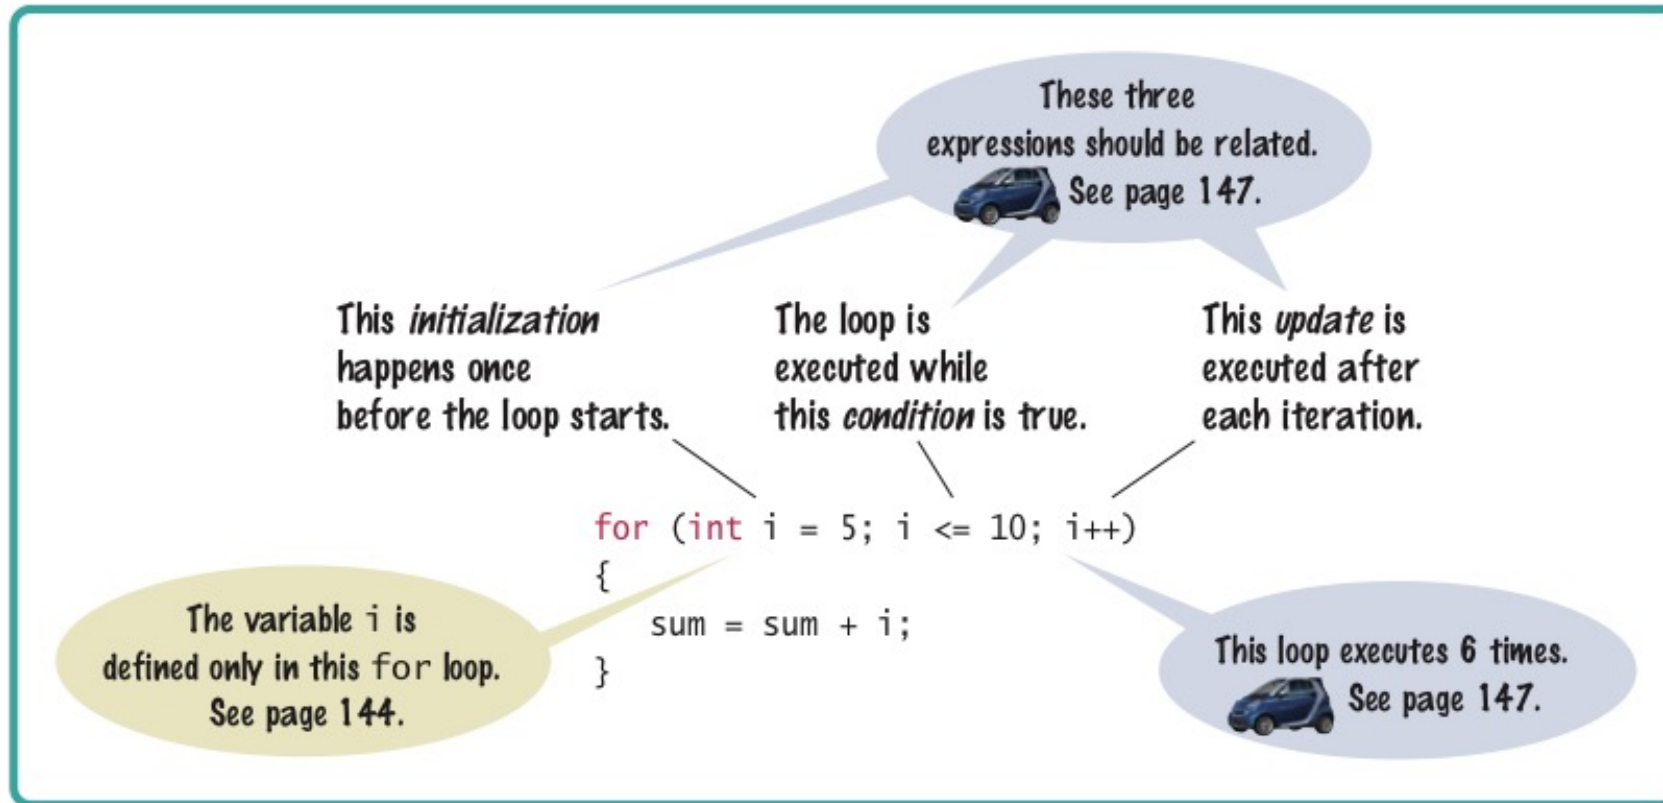 These three
expressions should be related.
See page 147.
This initialization
happens once
before the loop starts.
The loop is
executed while
this condition is true.
This update is
executed after
each iteration.
for (int i = 5; i <= 10; i++)
{
sum = sum + i;
}
The variable i is
defined only in this for loop.
See page 144.
This loop executes 6 times.
See page 147.